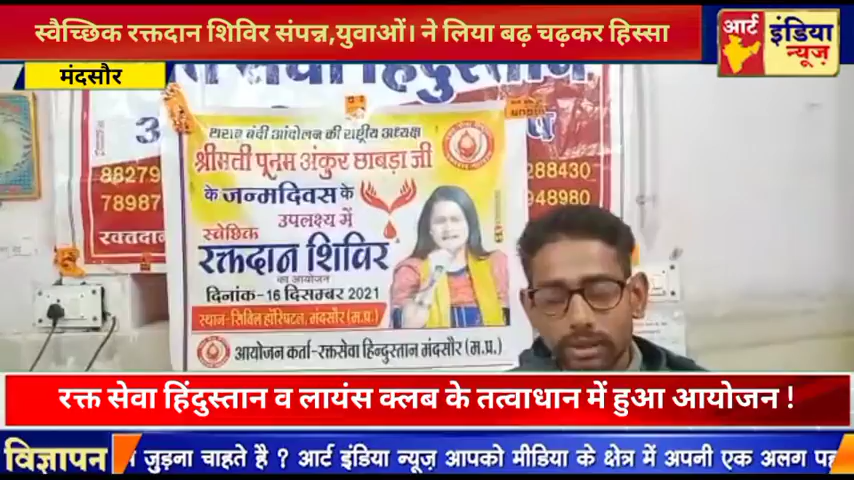 स्वैच्छिक रक्तदान शिविर संपन्न,युवाओं। ने लिया बढ़ चढ़कर हिस्सा
आर्ट इंडिया न्यूज़
मंदसौर
सेवा हिंदुस्तान
शराब बंदी आंदोलन की राष्ट्रीय अध्यक्ष
श्रीमती पूनम अंकुर छाबड़ा जी
के जन्मदिवस के
उपलक्ष्य में
स्वेछिक
रक्तदान शिविर
का आयोजन
दिनांक-16 दिसम्बर 2021
स्थान-सिविल हॉस्पिटल, मंदसौर (म.प्र.)
आयोजन कर्ता-रक्तसेवा हिन्दुस्तान मंदसौर (म.प्र.)
88279
78987
288430
948980
रक्तदा
रक्त सेवा हिंदुस्तान व लायंस क्लब के तत्वाधान में हुआ आयोजन !
विज्ञापन
जुड़ना चाहते है ? आर्ट इंडिया न्यूज़ आपको मीडिया के क्षेत्र में अपनी एक अलग पह